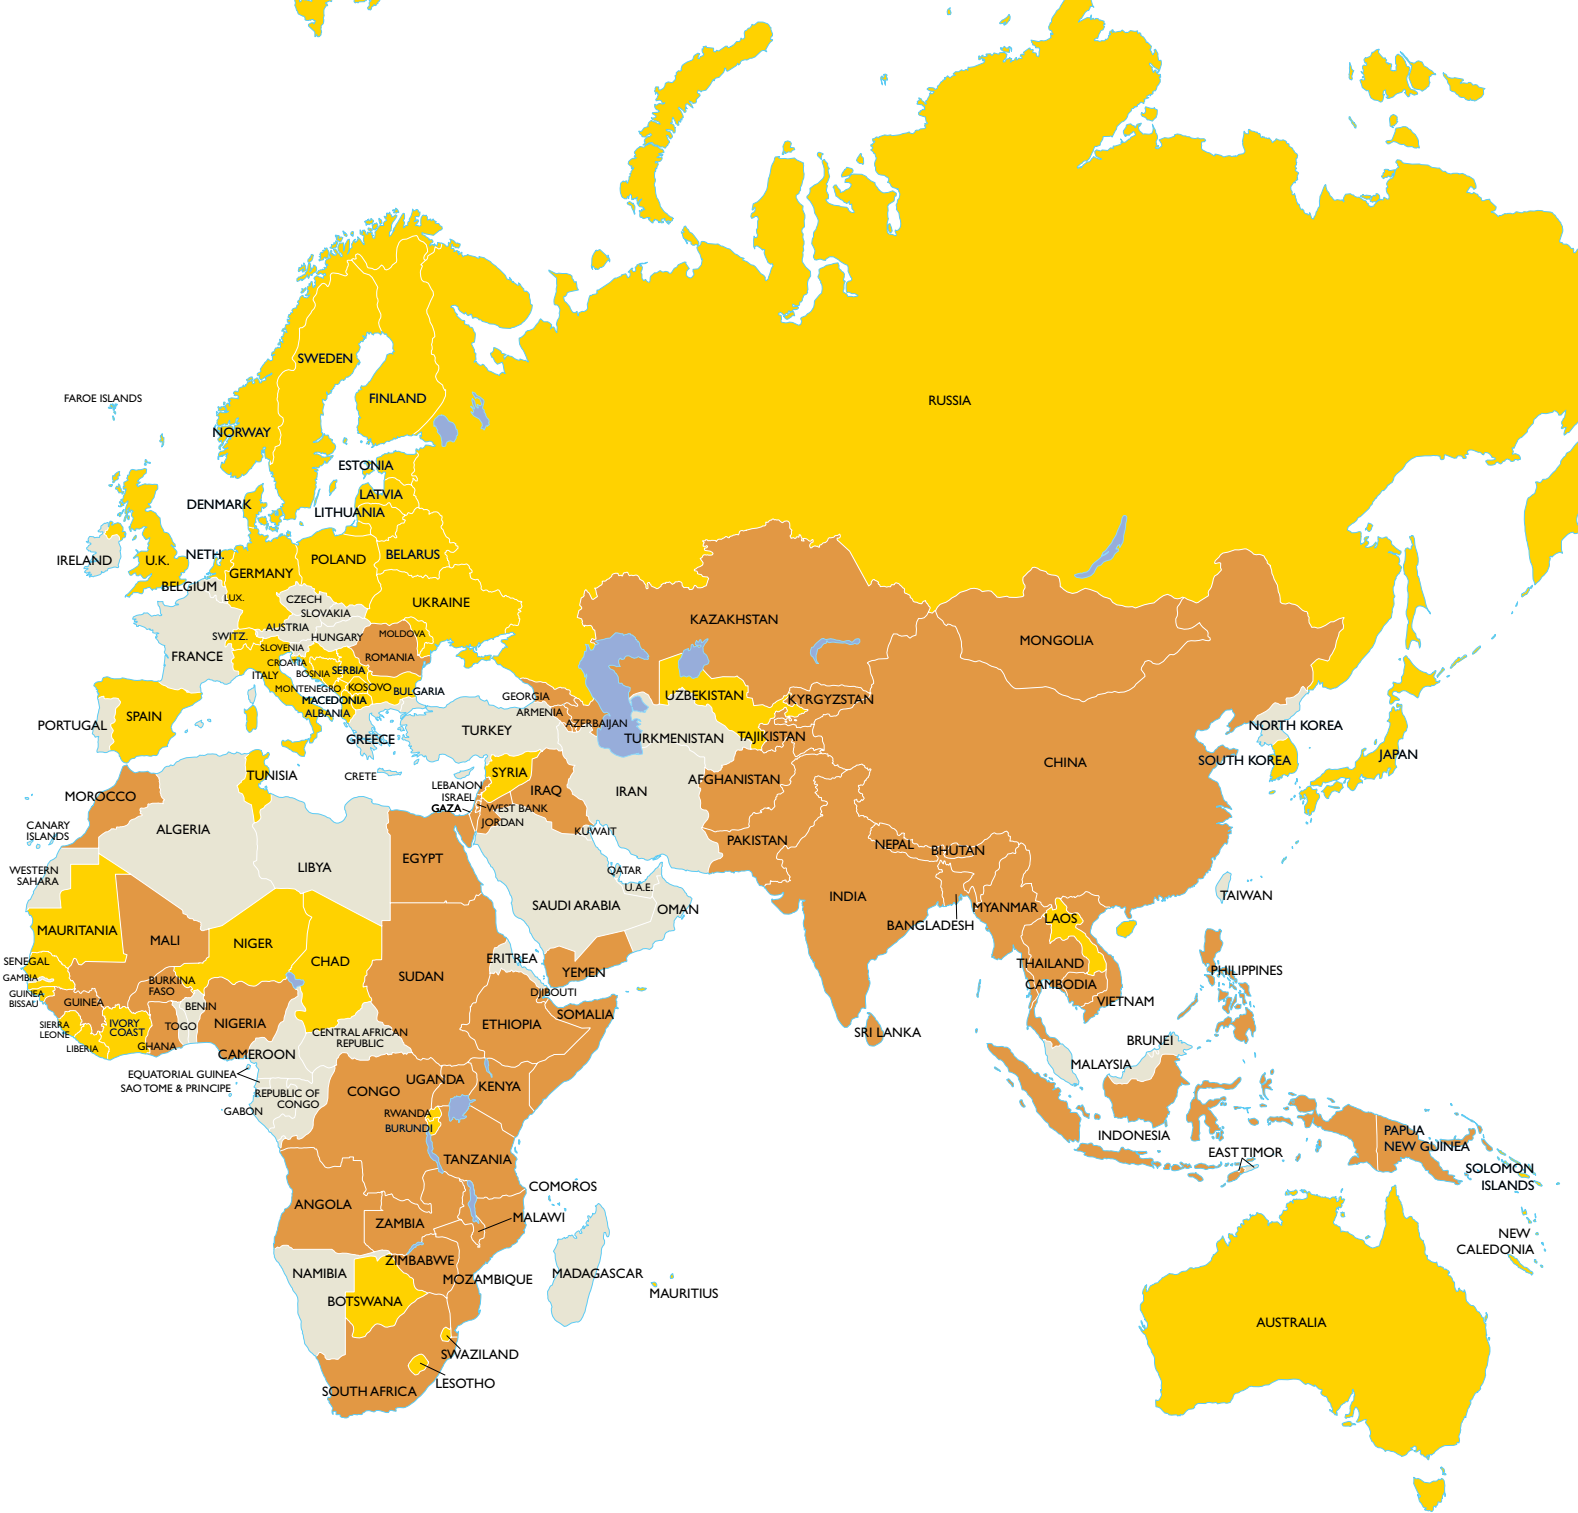 RUSSIA
SWEDEN
FINLAND
NORWAY
FAROE ISLANDS
ESTONIA
LATVIA
LITHUANIA
DENMARK
IRELAND
U.K.
NETH.
BELGIUM
LUX.
GERMANY
POLAND
BELARUS
UKRAINE
CZECH
SLOVAKIA
AUSTRIA
HUNGARY
MOLDOVA
ROMANIA
SWITZ.
FRANCE
SLOVENIA
CROATIA
ITALY
BOSNIA
SERBIA
MONTENEGRO
KOSOVO
BULGARIA
MACEDONIA
ALBANIA
SPAIN
PORTUGAL
GREECE
CRETE
TURKEY
GEORGIA
ARMENIA
AZERBAIJAN
KAZAKHSTAN
UZBEKISTAN
KYRGYZSTAN
TURKMENISTAN
TAJIKISTAN
MONGOLIA
CHINA
NORTH KOREA
SOUTH KOREA
JAPAN
TAIWAN
AFGHANISTAN
PAKISTAN
NEPAL
BHUTAN
INDIA
BANGLADESH
MYANMAR
LAOS
THAILAND
CAMBODIA
VIETNAM
SRI LANKA
PHILIPPINES
BRUNEI
MALAYSIA
INDONESIA
EAST TIMOR
PAPUA
NEW GUINEA
SOLOMON
ISLANDS
NEW
CALEDONIA
AUSTRALIA
SYRIA
LEBANON
ISRAEL
GAZA
WEST BANK
JORDAN
IRAQ
IRAN
KUWAIT
QATAR
U.A.E.
SAUDI ARABIA
OMAN
YEMEN
TUNISIA
MOROCCO
CANARY
ISLANDS
ALGERIA
WESTERN
SAHARA
LIBYA
EGYPT
MAURITANIA
MALI
NIGER
CHAD
SUDAN
ERITREA
DJIBOUTI
SOMALIA
ETHIOPIA
SENEGAL
GAMBIA
GUINEA
BISSAU
GUINEA
SIERRA
LEONE
LIBERIA
IVORY
COAST
BURKINA
FASO
GHANA
TOGO
BENIN
NIGERIA
CAMEROON
CENTRAL AFRICAN
REPUBLIC
EQUATORIAL GUINEA
SAO TOME & PRINCIPE
GABON
REPUBLIC OF
CONGO
CONGO
UGANDA
KENYA
RWANDA
BURUNDI
TANZANIA
COMOROS
ANGOLA
ZAMBIA
MALAWI
ZIMBABWE
MOZAMBIQUE
NAMIBIA
BOTSWANA
MADAGASCAR
MAURITIUS
SWAZILAND
LESOTHO
SOUTH AFRICA